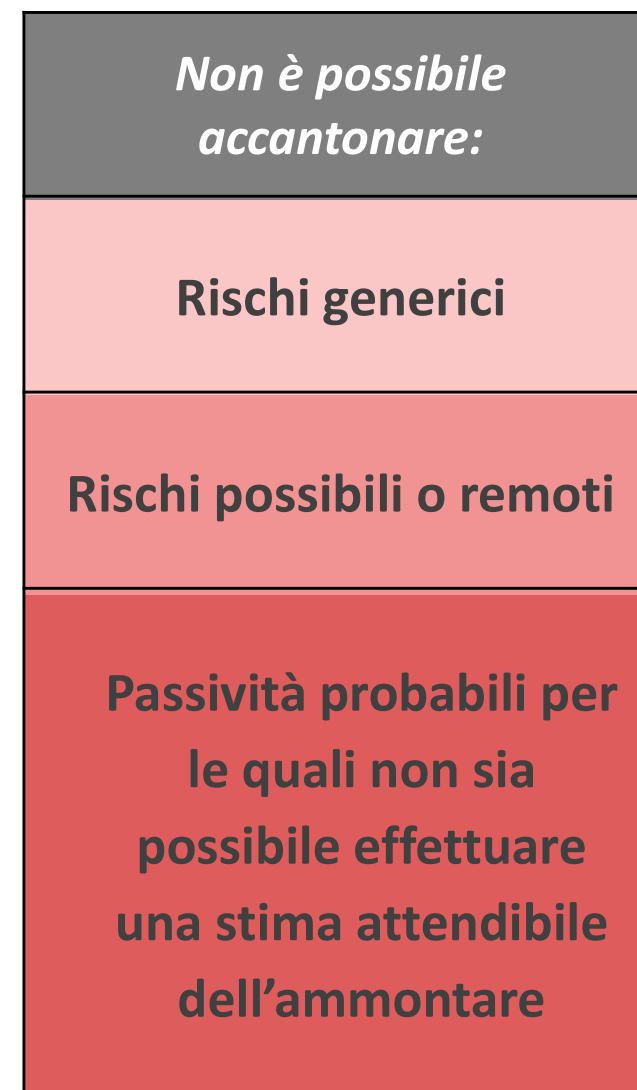 Non è possibile
accantonare:
Rischi generici
Rischi possibili o remoti
Passività probabili per
le quali non sia
possibile effettuare
una stima attendibile
dell’ammontare